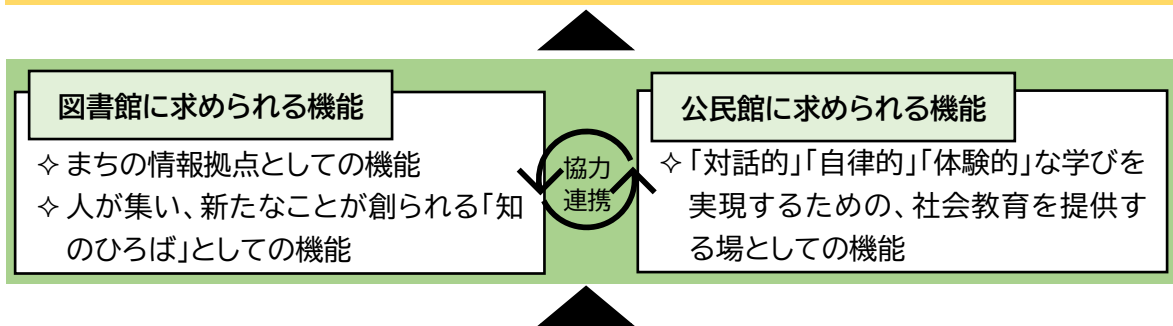 図書館に求められる機能
✧ まちの情報拠点としての機能
✧ 人が集い、新たなことが創られる「知
のひろば」としての機能
協力
連携
公民館に求められる機能
✧ 「対話的」「自律的」「体験的」な学びを
実現するための、社会教育を提供す
る場としての機能